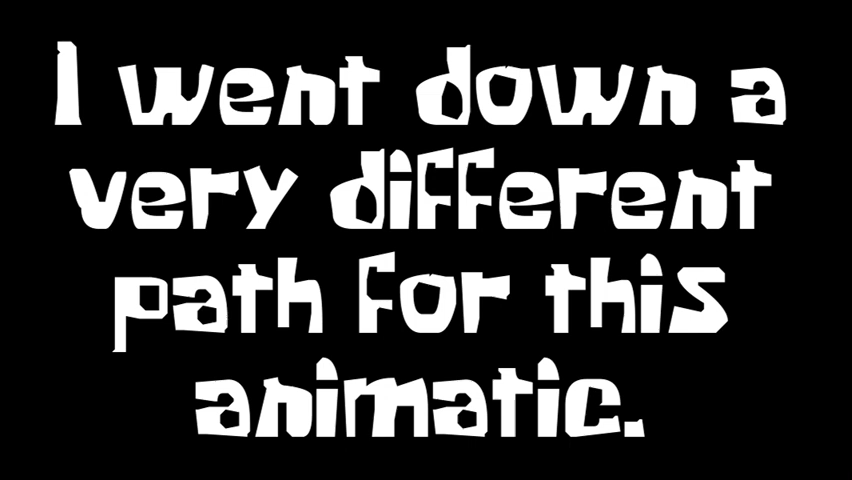 I went down a
very different
path for this
animatic.